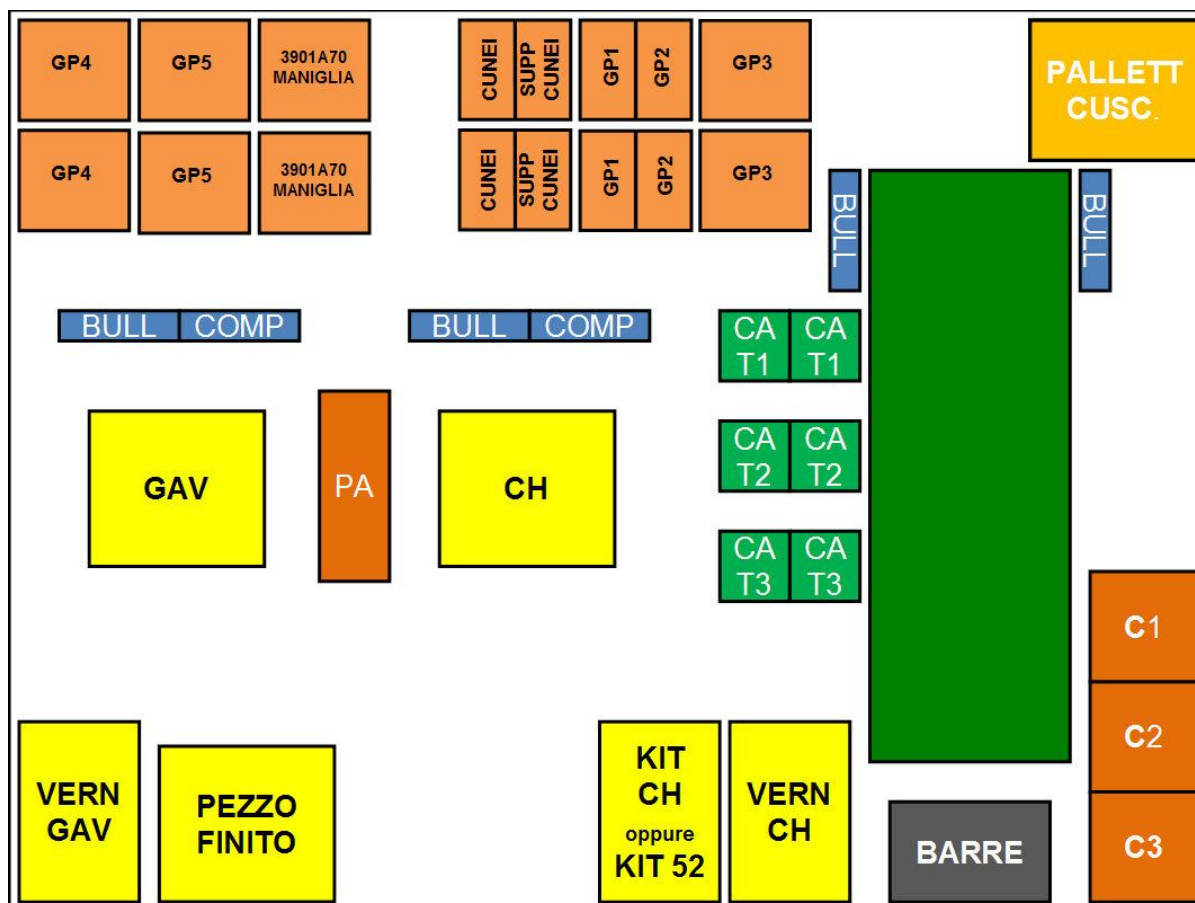 GP4
GP5
3901A70
MANIGLIA
CUNEI
SUPP
CUNEI
GP1
GP2
GP3
PALLETT
CUSC.
GP4
GP5
3901A70
MANIGLIA
CUNEI
SUPP
CUNEI
GP1
GP2
GP3
BULL
BULL
BULL
COMP
BULL
COMP
CA
T1
CA
T1
GAV
PA
CH
CA
T2
CA
T2
CA
T3
CA
T3
C1
C2
C3
VERN
GAV
PEZZO
FINITO
KIT
CH
oppure
KIT 52
VERN
CH
BARRE